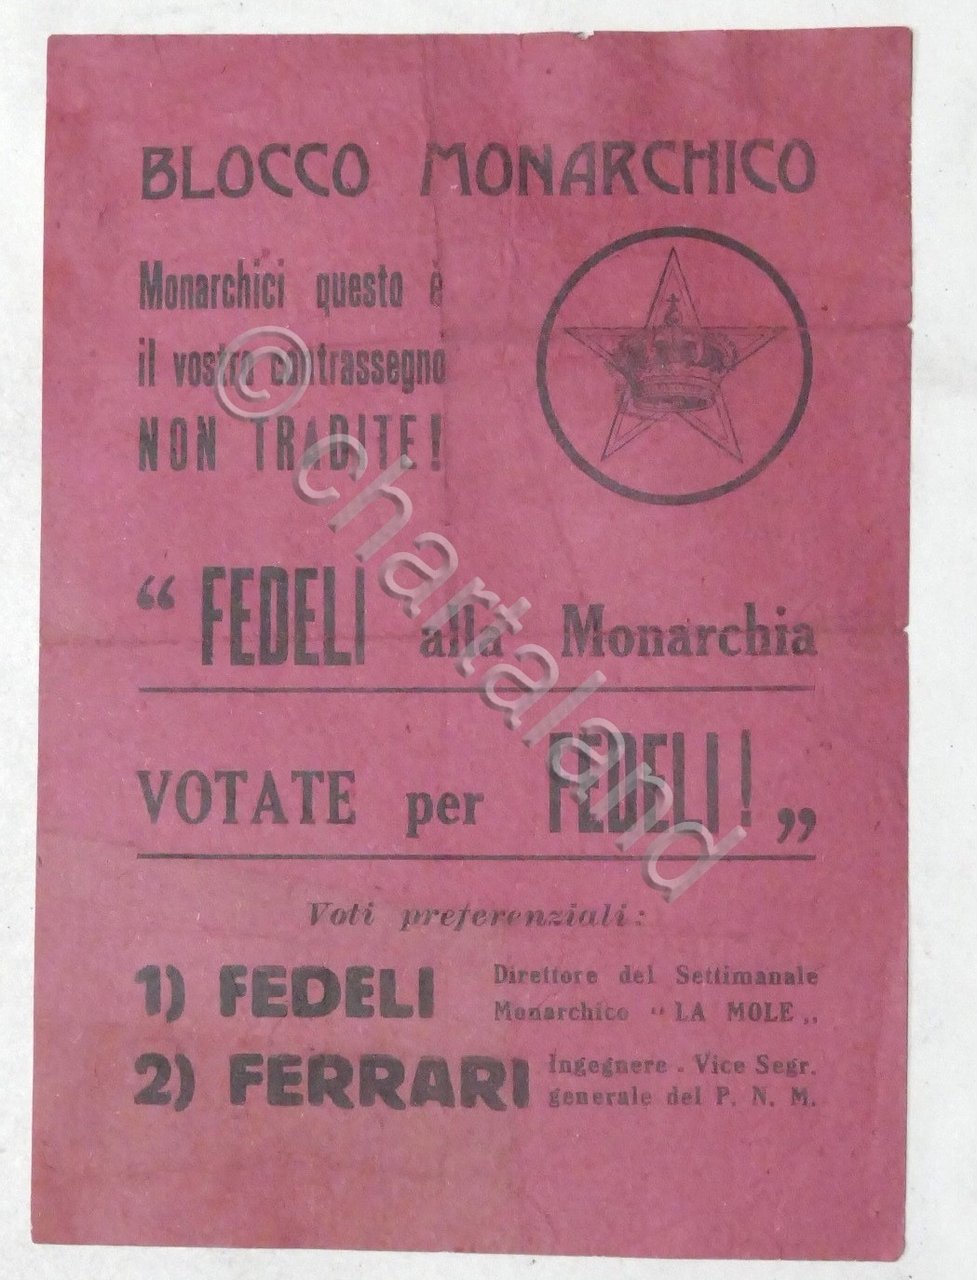 BLOCCO MONARCHICO
Monarchici questo è
il vostro contrassegno
NON TRADITE!
“ FEDELI alla Monarchia
VOTATE per FEDELI! „
Voti preferenziali:
1) FEDELI Direttore del Settimanale
Monarchico “ LA MOLE „
2) FERRARI Ingegnere - Vice Segr.
generale del P. N. M.
© chartaland